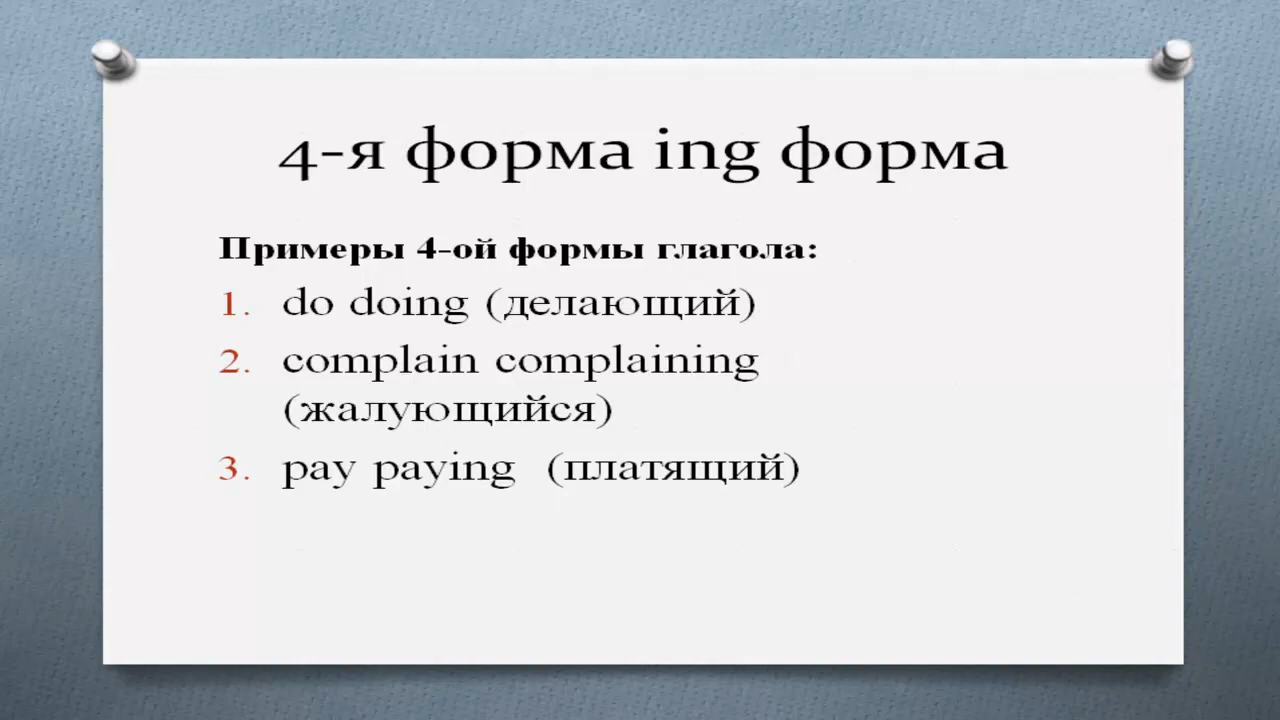 4-я форма ing форма
Примеры 4-ой формы глагола:
1. do doing (делающий)
2. complain complaining
(жалующийся)
3. pay paying (платящий)